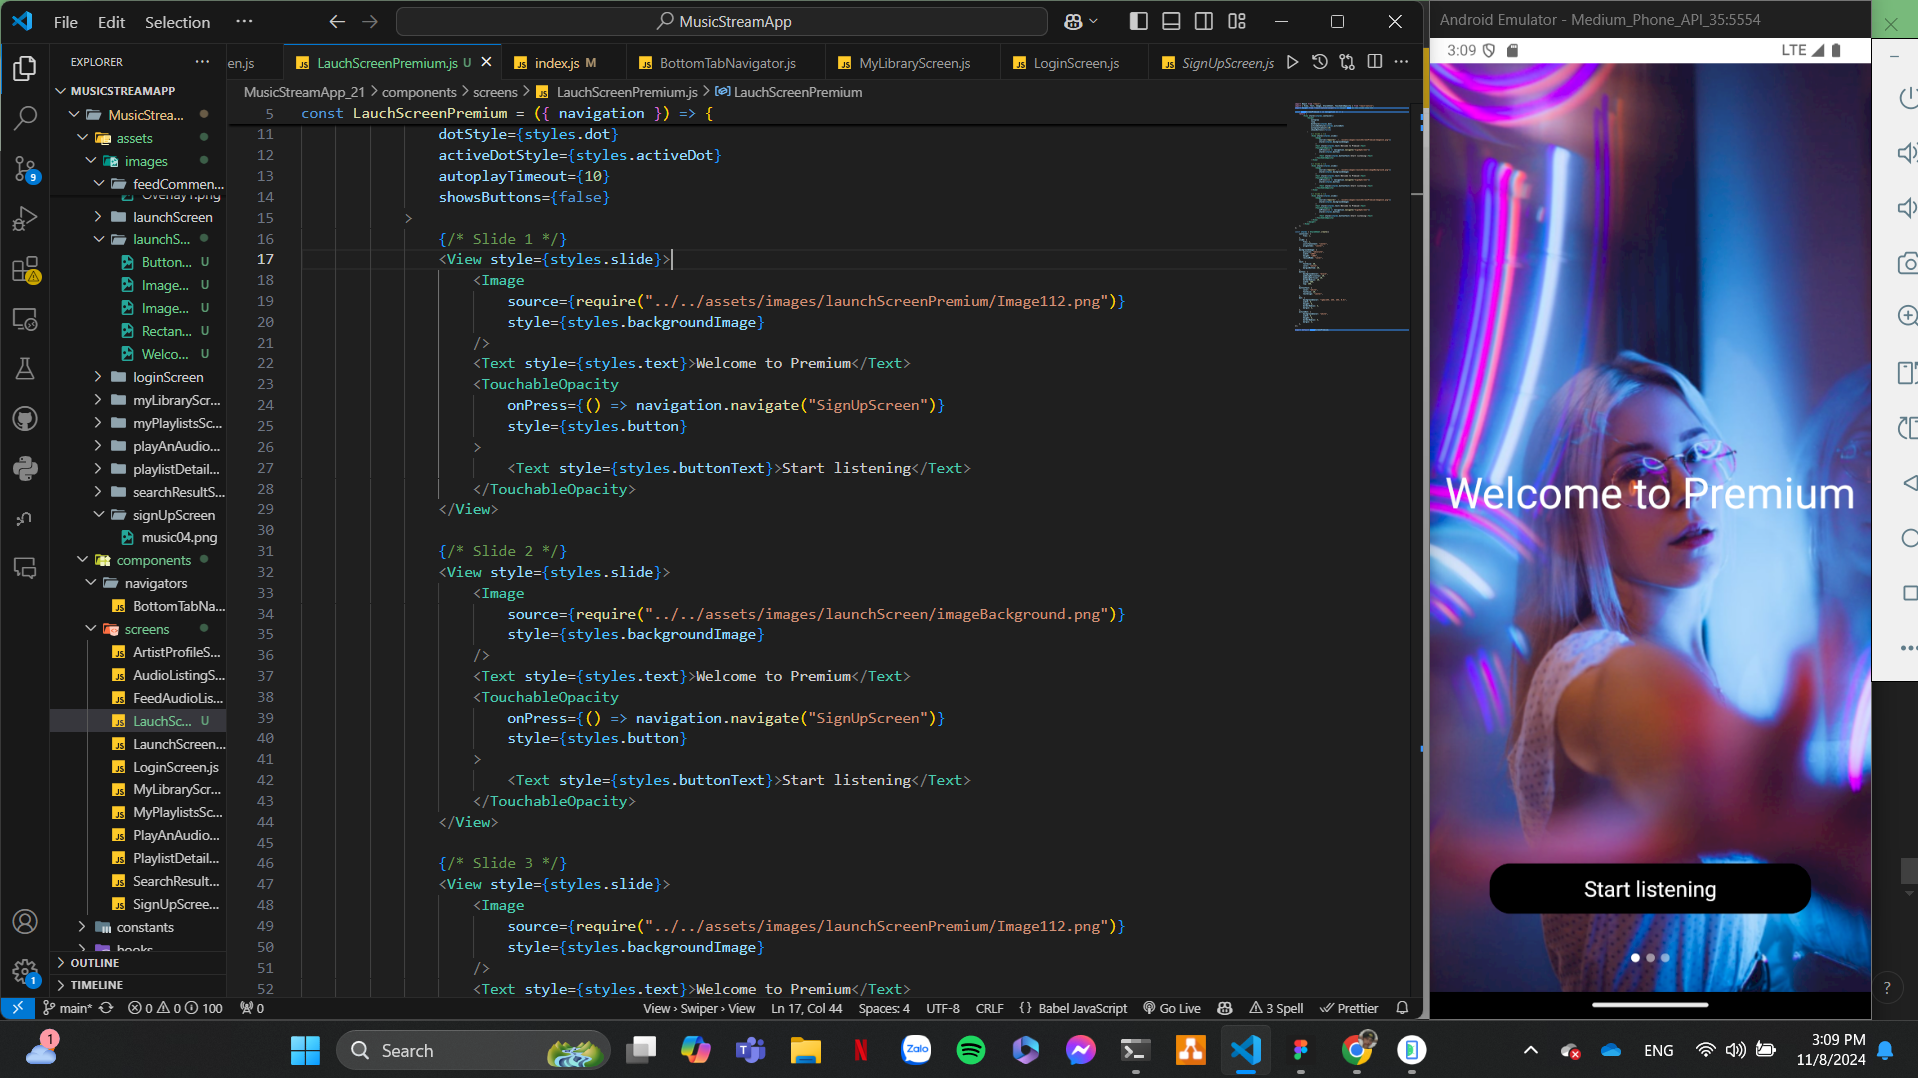 File Edit Selection ···
MusicStreamApp
en.js
LauchScreenPremium.js U
index.js M
BottomTabNavigator.js
MyLibraryScreen.js
LoginScreen.js
SignUpScreen.js
MusicStreamApp_21 > components > screens > LauchScreenPremium.js > LauchScreenPremium
EXPLORER
MUSICSTREAMAPP
MusicStrea...
assets
images
feedCommen...
Overlay1.png
launchScreen
launchS...
Button... U
Image... U
Image... U
Rectan... U
Welco... U
loginScreen
myLibraryScr...
myPlaylistsSc...
playAnAudio...
playlistDetail...
searchResultS...
signUpScreen
music04.png
components
navigators
BottomTabNa...
screens
ArtistProfileS...
AudioListingS...
FeedAudioLis...
LauchSc... U
LaunchScreen...
LoginScreen.js
MyLibraryScr...
MyPlaylistsSc...
PlayAnAudio...
PlaylistDetail...
SearchResult...
SignUpScree...
constants
hooks
OUTLINE
TIMELINE
9
1
5 const LauchScreenPremium = ({ navigation }) => {
11 dotStyle={styles.dot}
12 activeDotStyle={styles.activeDot}
13 autoplayTimeout={10}
14 showsButtons={false}
15 >
16 {/* Slide 1 */}
17 <View style={styles.slide}>
18 <Image
19 source={require("../../assets/images/launchScreenPremium/Image112.png")}
20 style={styles.backgroundImage}
21 />
22 <Text style={styles.text}>Welcome to Premium</Text>
23 <TouchableOpacity
24 onPress={() => navigation.navigate("SignUpScreen")}
25 style={styles.button}
26 >
27 <Text style={styles.buttonText}>Start listening</Text>
28 </TouchableOpacity>
29 </View>
30
31 {/* Slide 2 */}
32 <View style={styles.slide}>
33 <Image
34 source={require("../../assets/images/launchScreen/imageBackground.png")}
35 style={styles.backgroundImage}
36 />
37 <Text style={styles.text}>Welcome to Premium</Text>
38 <TouchableOpacity
39 onPress={() => navigation.navigate("SignUpScreen")}
40 style={styles.button}
41 >
42 <Text style={styles.buttonText}>Start listening</Text>
43 </TouchableOpacity>
44 </View>
45
46 {/* Slide 3 */}
47 <View style={styles.slide}>
48 <Image
49 source={require("../../assets/images/launchScreenPremium/Image112.png")}
50 style={styles.backgroundImage}
51 />
52 <Text style={styles.text}>Welcome to Premium</Text>
main* 0 0 100 0
View › Swiper › View Ln 17, Col 44 Spaces: 4 UTF-8 CRLF {} Babel JavaScript Go Live 3 Spell Prettier
Android Emulator - Medium_Phone_API_35:5554
3:09
LTE
Welcome to Premium
Start listening
?
1
Search
Zalo
ENG
3:09 PM
11/8/2024